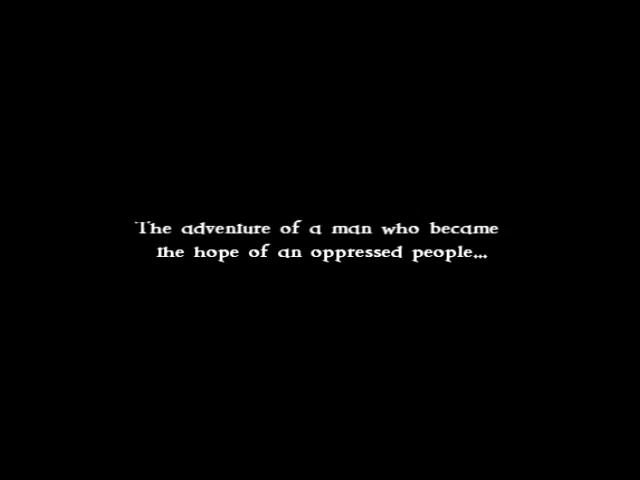 The adventure of a man who became
the hope of an oppressed people...